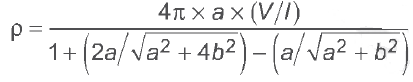 ρ = 4π × a × (V/I) / 1 + (2a/√a² + 4b²) − (a/√a² + b²)